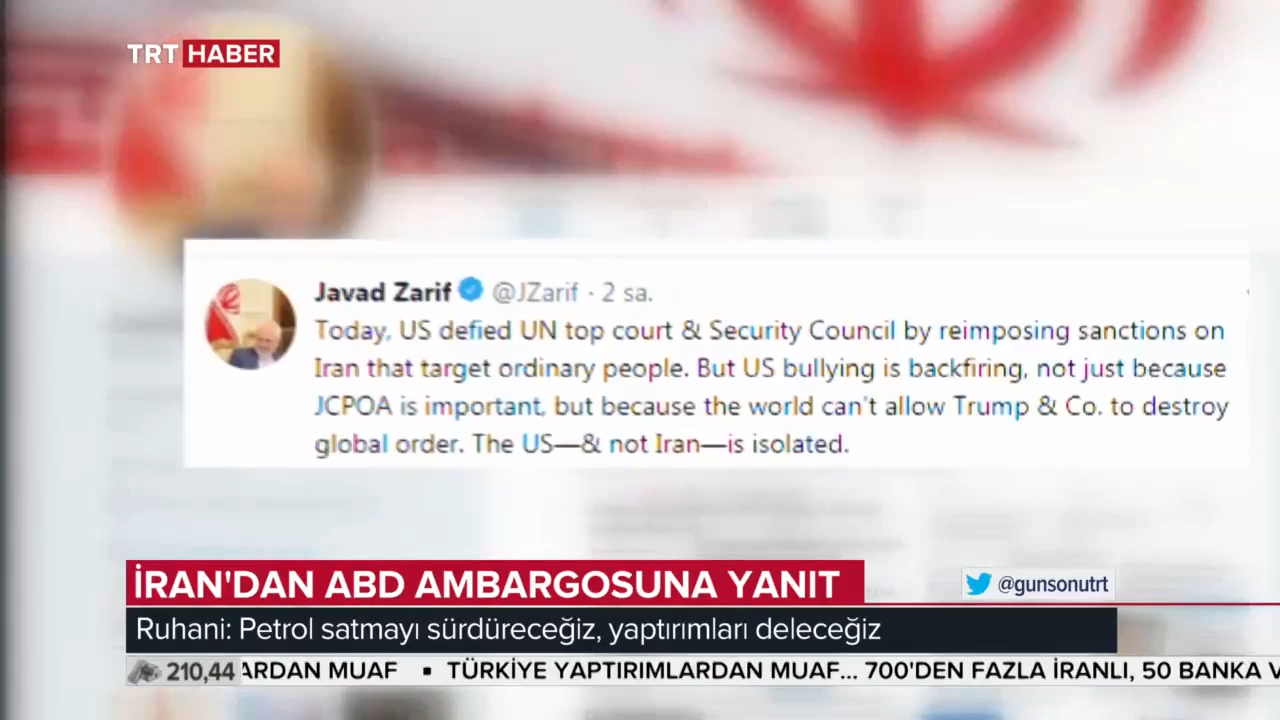 TRT HABER
Javad Zarif @JZarif · 2 sa.
Today, US defied UN top court & Security Council by reimposing sanctions on
Iran that target ordinary people. But US bullying is backfiring, not just because
JCPOA is important, but because the world can't allow Trump & Co. to destroy
global order. The US—& not Iran—is isolated.
İRAN'DAN ABD AMBARGOSUNA YANIT
@gunsonutrt
Ruhani: Petrol satmayı sürdüreceğiz, yaptırımları deleceğiz
210,44 ARDAN MUAF ▪ TÜRKİYE YAPTIRIMLARDAN MUAF... 700'DEN FAZLA İRANLI, 50 BANKA V